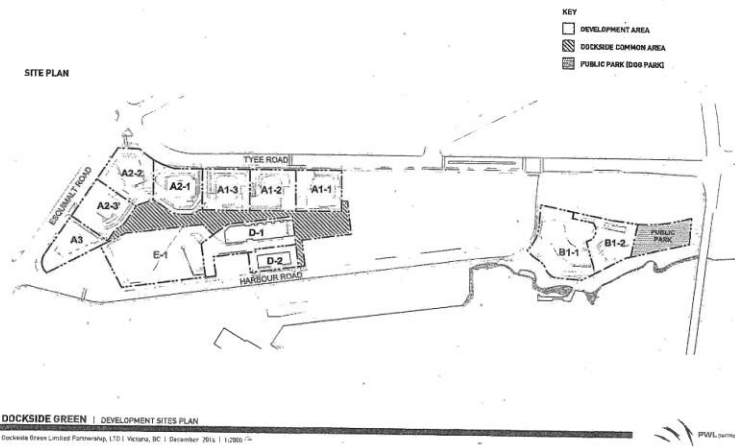 KEY
DEVELOPMENT AREA
DOCKSIDE COMMON AREA
PUBLIC PARK (DOG PARK)
SITE PLAN
TYEE ROAD
ESQUIMALT ROAD
A2-2
A2-1
A1-3
A1-2
A1-1
A2-3
A3
E-1
D-1
D-2
HARBOUR ROAD
B1-1
B1-2
PUBLIC
PARK
DOCKSIDE GREEN | DEVELOPMENT SITES PLAN
Dockside Green Limited Partnership, LTD | Victoria, BC | December 2016 | 1:2000
PWL